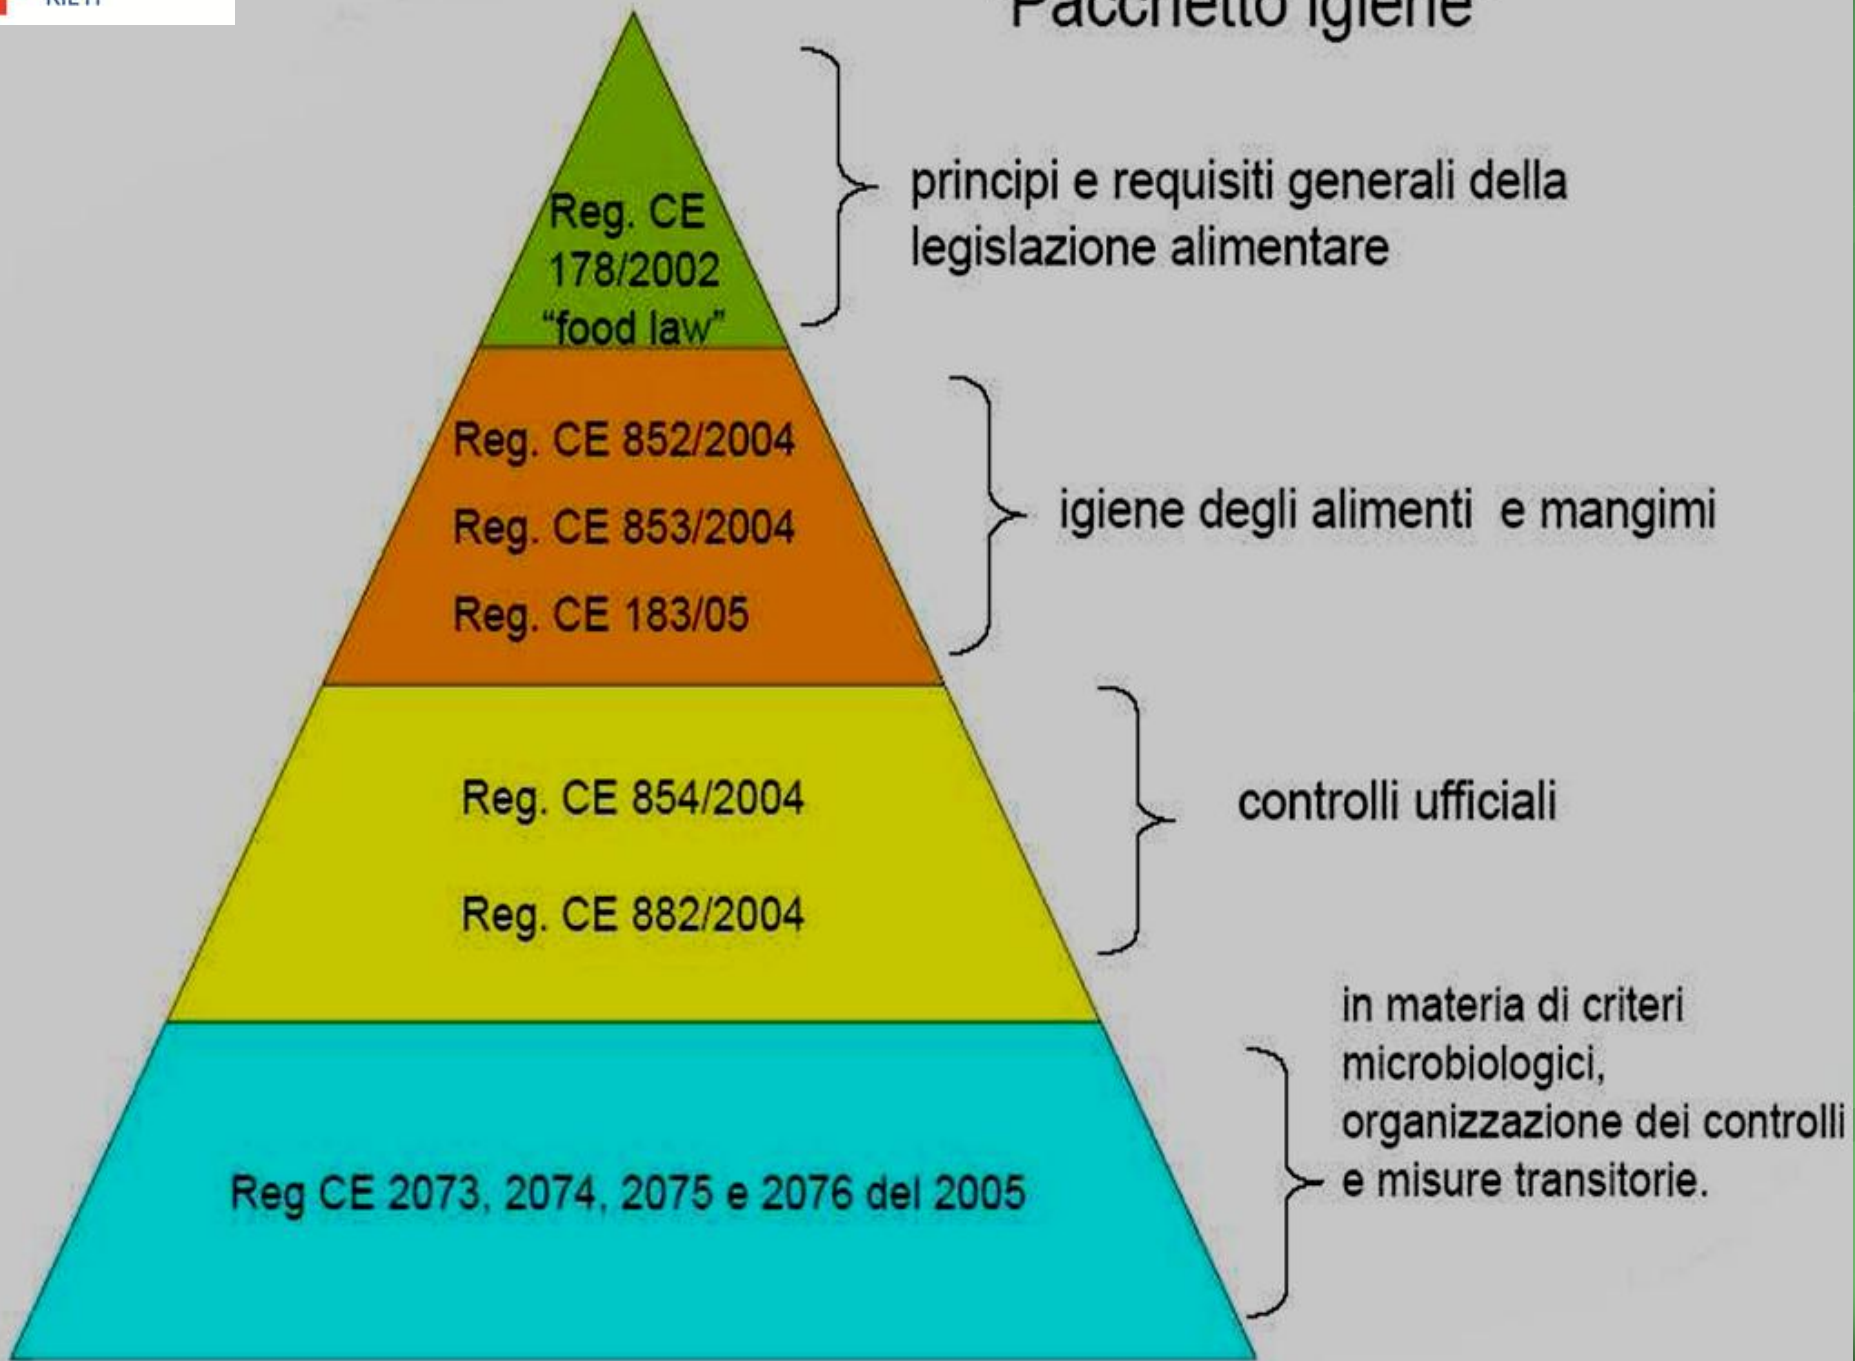 Pacchetto igiene
Reg. CE
178/2002
“food law”
principi e requisiti generali della
legislazione alimentare
Reg. CE 852/2004
Reg. CE 853/2004
Reg. CE 183/05
igiene degli alimenti e mangimi
Reg. CE 854/2004
Reg. CE 882/2004
controlli ufficiali
Reg CE 2073, 2074, 2075 e 2076 del 2005
in materia di criteri
microbiologici,
organizzazione dei controlli
e misure transitorie.